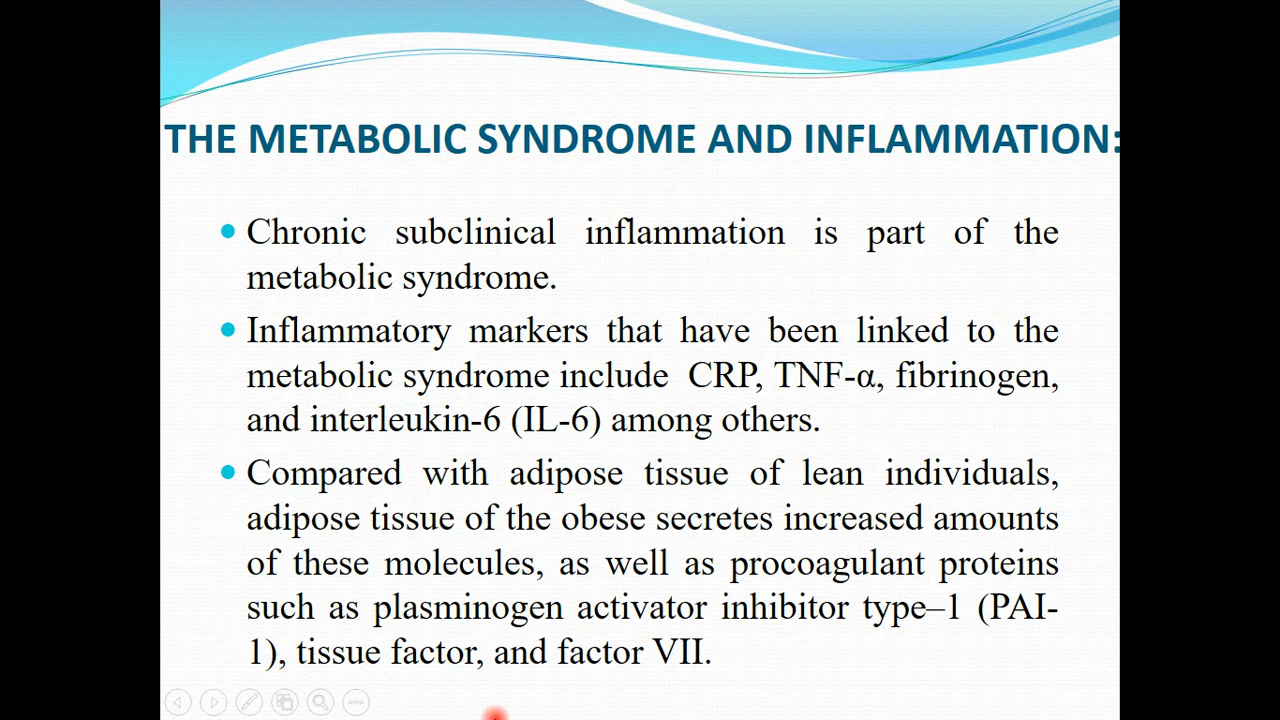 THE METABOLIC SYNDROME AND INFLAMMATION:
Chronic subclinical inflammation is part of the
metabolic syndrome.
Inflammatory markers that have been linked to the
metabolic syndrome include CRP, TNF-α, fibrinogen,
and interleukin-6 (IL-6) among others.
Compared with adipose tissue of lean individuals,
adipose tissue of the obese secretes increased amounts
of these molecules, as well as procoagulant proteins
such as plasminogen activator inhibitor type–1 (PAI-
1), tissue factor, and factor VII.